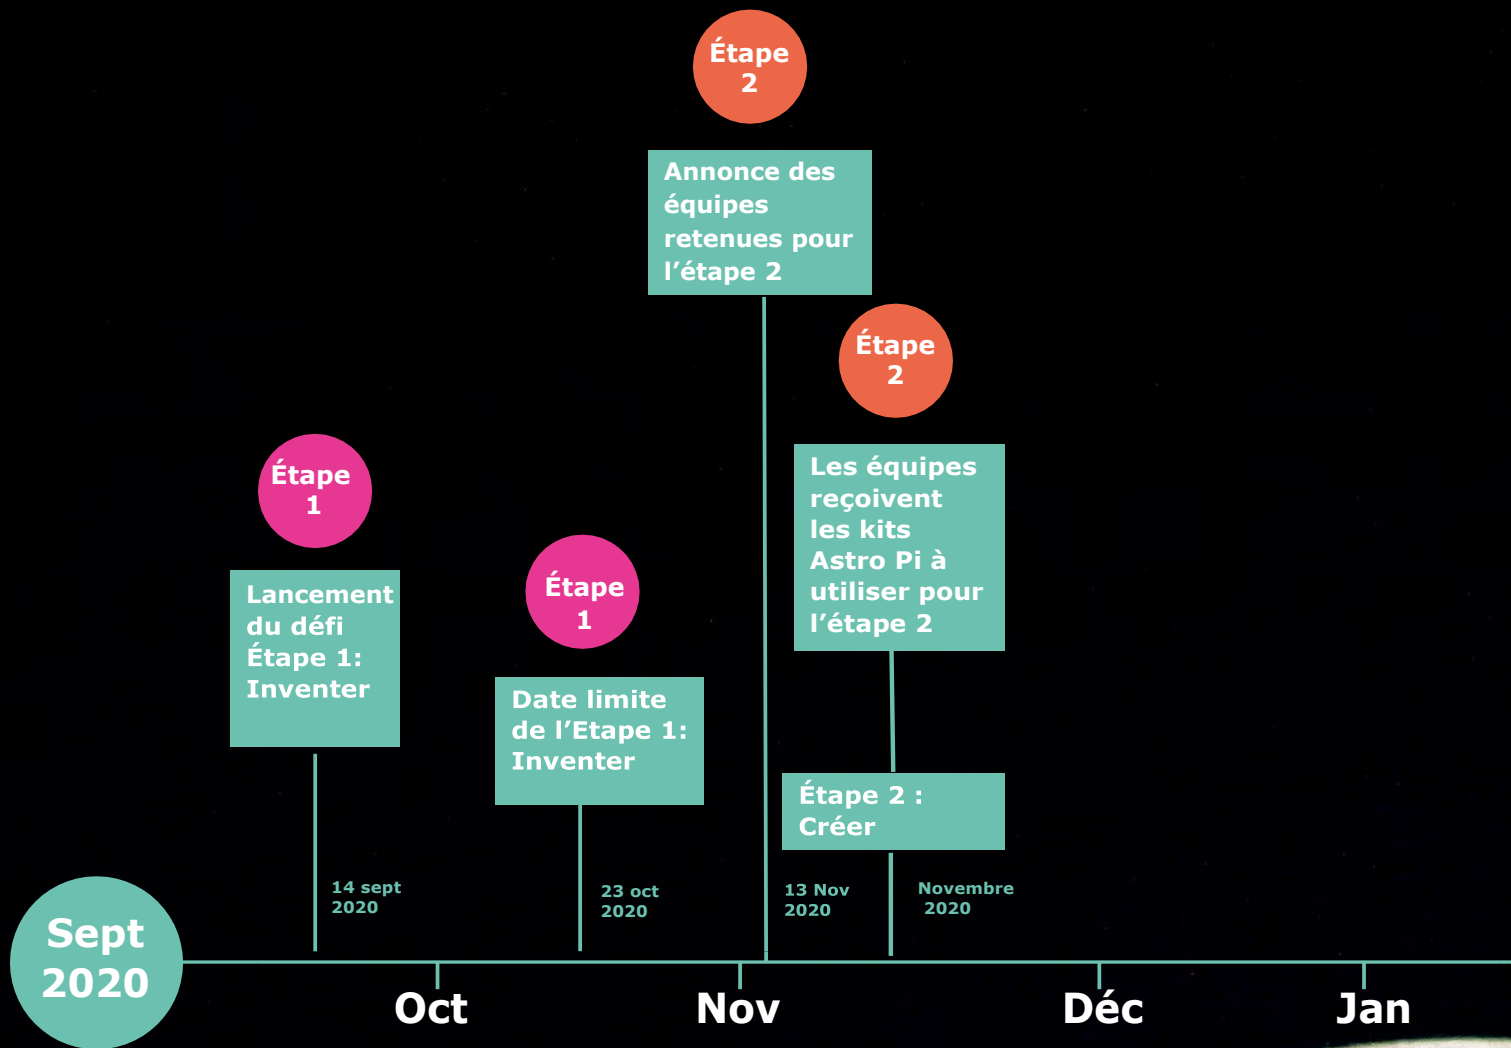 Étape
2
Annonce des
équipes
retenues pour
l’étape 2
Étape
2
Les équipes
reçoivent
les kits
Astro Pi à
utiliser pour
l’étape 2
Étape
1
Lancement
du défi
Étape 1:
Inventer
Étape
1
Date limite
de l’Etape 1:
Inventer
Étape 2 :
Créer
14 sept
2020
23 oct
2020
13 Nov
2020
Novembre
2020
Sept
2020
Oct
Nov
Déc
Jan